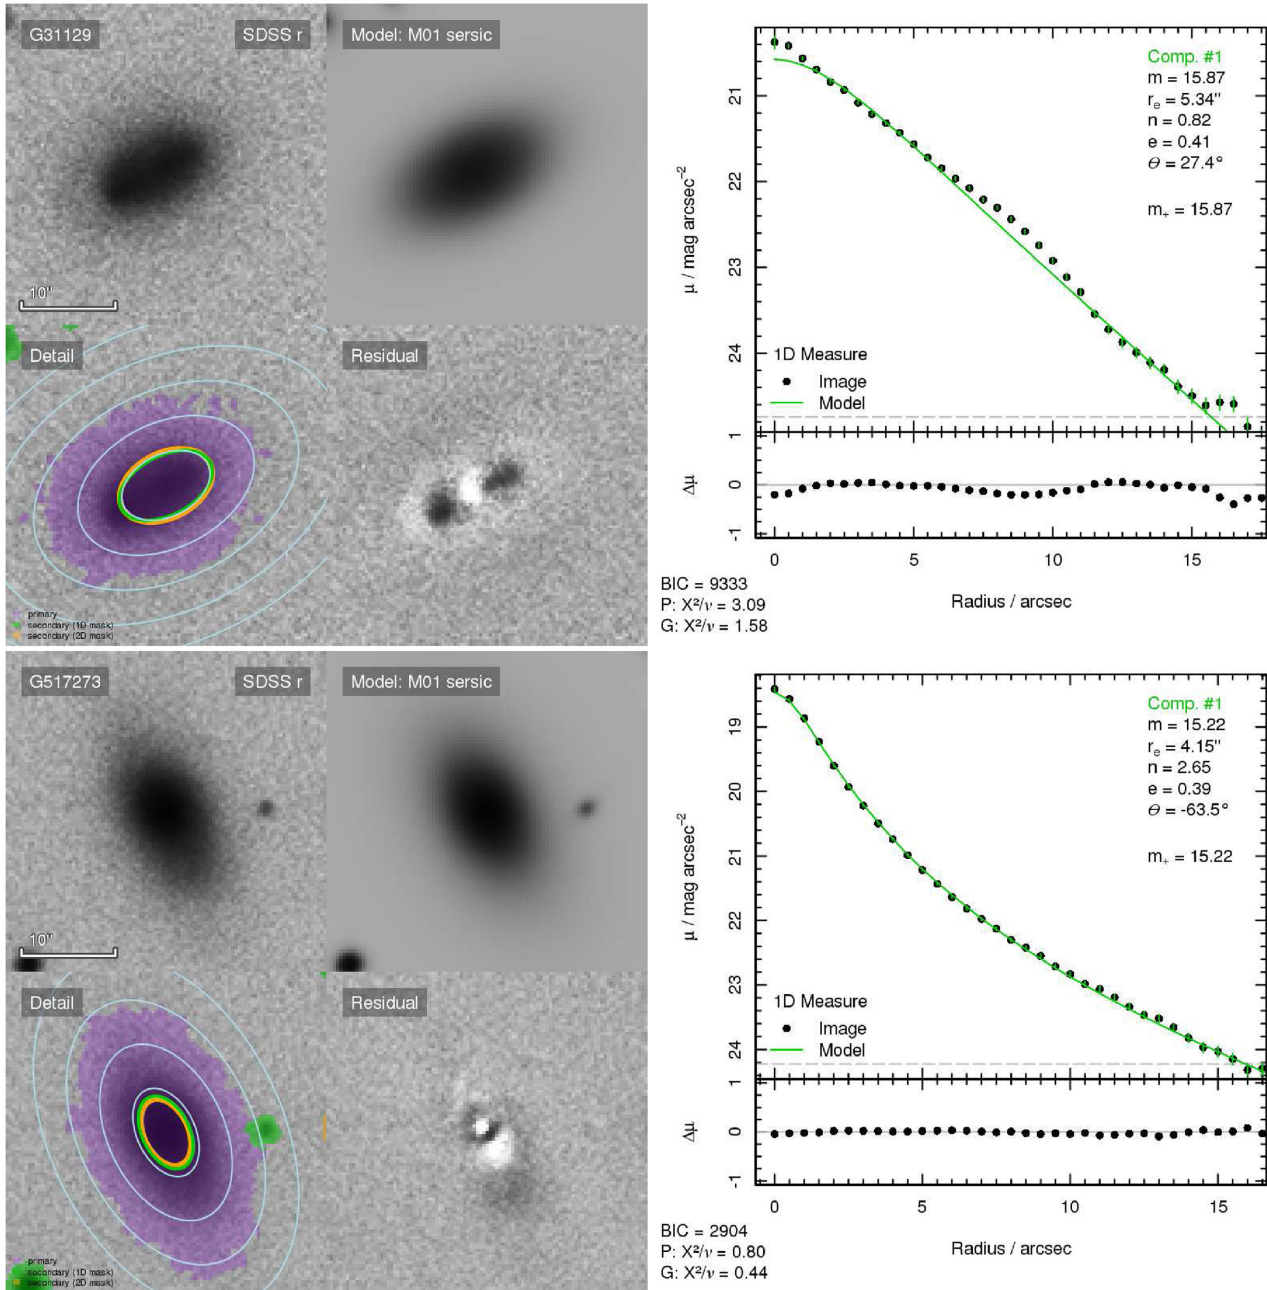 G31129
SDSS r
Model: M01 sersic
10"
Detail
Residual
primary
secondary (1D mask)
secondary (2D mask)
21
22
23
24
μ / mag arcsec⁻²
Comp. #1
m = 15.87
rₑ = 5.34"
n = 0.82
e = 0.41
Θ = 27.4°
m₊ = 15.87
1D Measure
Image
Model
1
0
-1
Δμ
0
5
10
15
Radius / arcsec
BIC = 9333
P: X²/ν = 3.09
G: X²/ν = 1.58
G517273
SDSS r
Model: M01 sersic
10"
Detail
Residual
primary
secondary (1D mask)
secondary (2D mask)
19
20
21
22
23
24
μ / mag arcsec⁻²
Comp. #1
m = 15.22
rₑ = 4.15"
n = 2.65
e = 0.39
Θ = -63.5°
m₊ = 15.22
1D Measure
Image
Model
1
0
-1
Δμ
0
5
10
15
Radius / arcsec
BIC = 2904
P: X²/ν = 0.80
G: X²/ν = 0.44